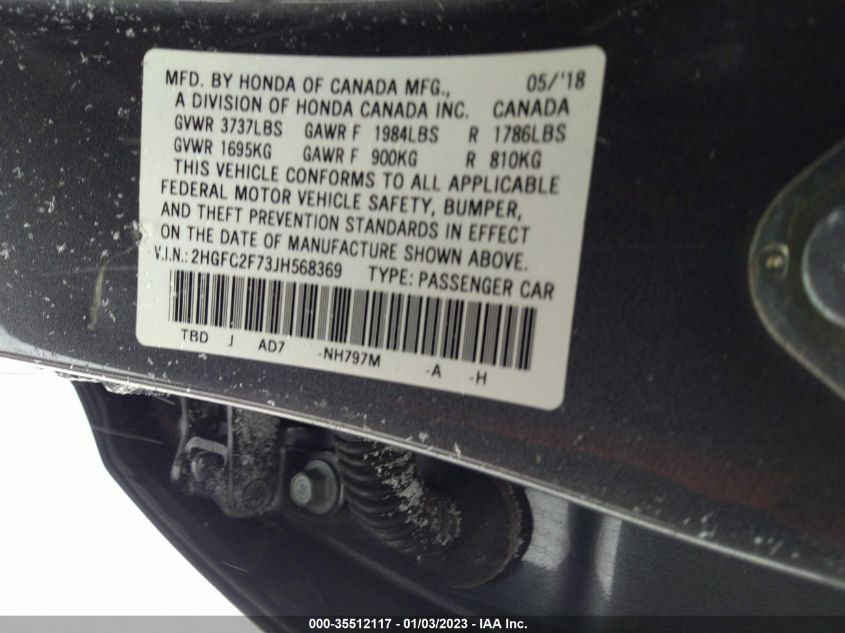 MFD. BY HONDA OF CANADA MFG., 05/'18
A DIVISION OF HONDA CANADA INC. CANADA
GVWR 3737LBS GAWR F 1984LBS R 1786LBS
GVWR 1695KG GAWR F 900KG R 810KG
THIS VEHICLE CONFORMS TO ALL APPLICABLE
FEDERAL MOTOR VEHICLE SAFETY, BUMPER,
AND THEFT PREVENTION STANDARDS IN EFFECT
ON THE DATE OF MANUFACTURE SHOWN ABOVE.
V.I.N.: 2HGFC2F73JH568369 TYPE: PASSENGER CAR
TBD J AD7 -NH797M -A -H
000-35512117 - 01/03/2023 - IAA Inc.